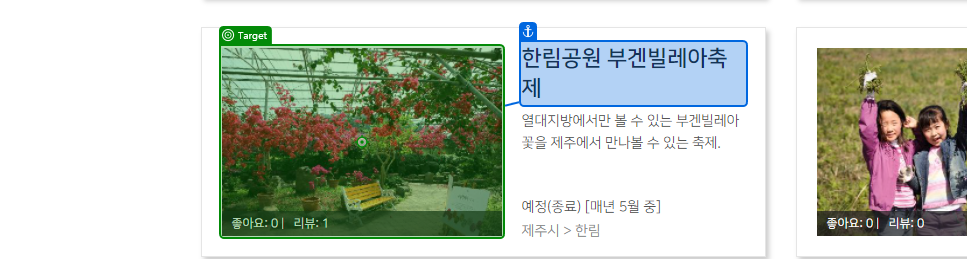 Target
한림공원 부겐빌레아축
제
열대지방에서만 볼 수 있는 부겐빌레아
꽃을 제주에서 만나볼 수 있는 축제.
예정(종료) [매년 5월 중]
제주시 > 한림
좋아요: 0 | 리뷰: 1
좋아요: 0 | 리뷰: 0